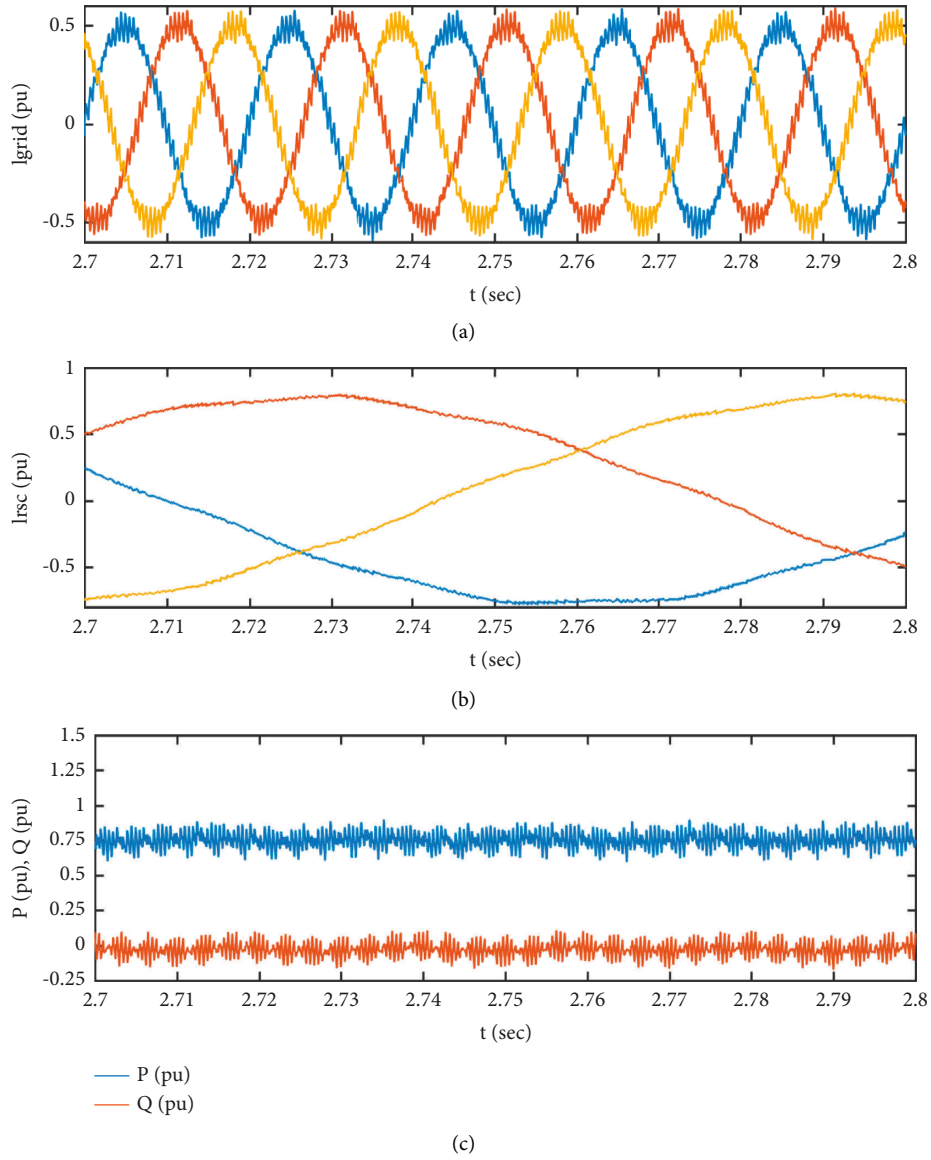 Igrid (pu)
0.5
0
-0.5
2.7 2.71 2.72 2.73 2.74 2.75 2.76 2.77 2.78 2.79 2.8
t (sec)
(a)
Irsc (pu)
1
0.5
0
-0.5
2.7 2.71 2.72 2.73 2.74 2.75 2.76 2.77 2.78 2.79 2.8
t (sec)
(b)
P (pu), Q (pu)
1.5
1.25
1
0.75
0.5
0.25
0
-0.25
2.7 2.71 2.72 2.73 2.74 2.75 2.76 2.77 2.78 2.79 2.8
t (sec)
P (pu)
Q (pu)
(c)